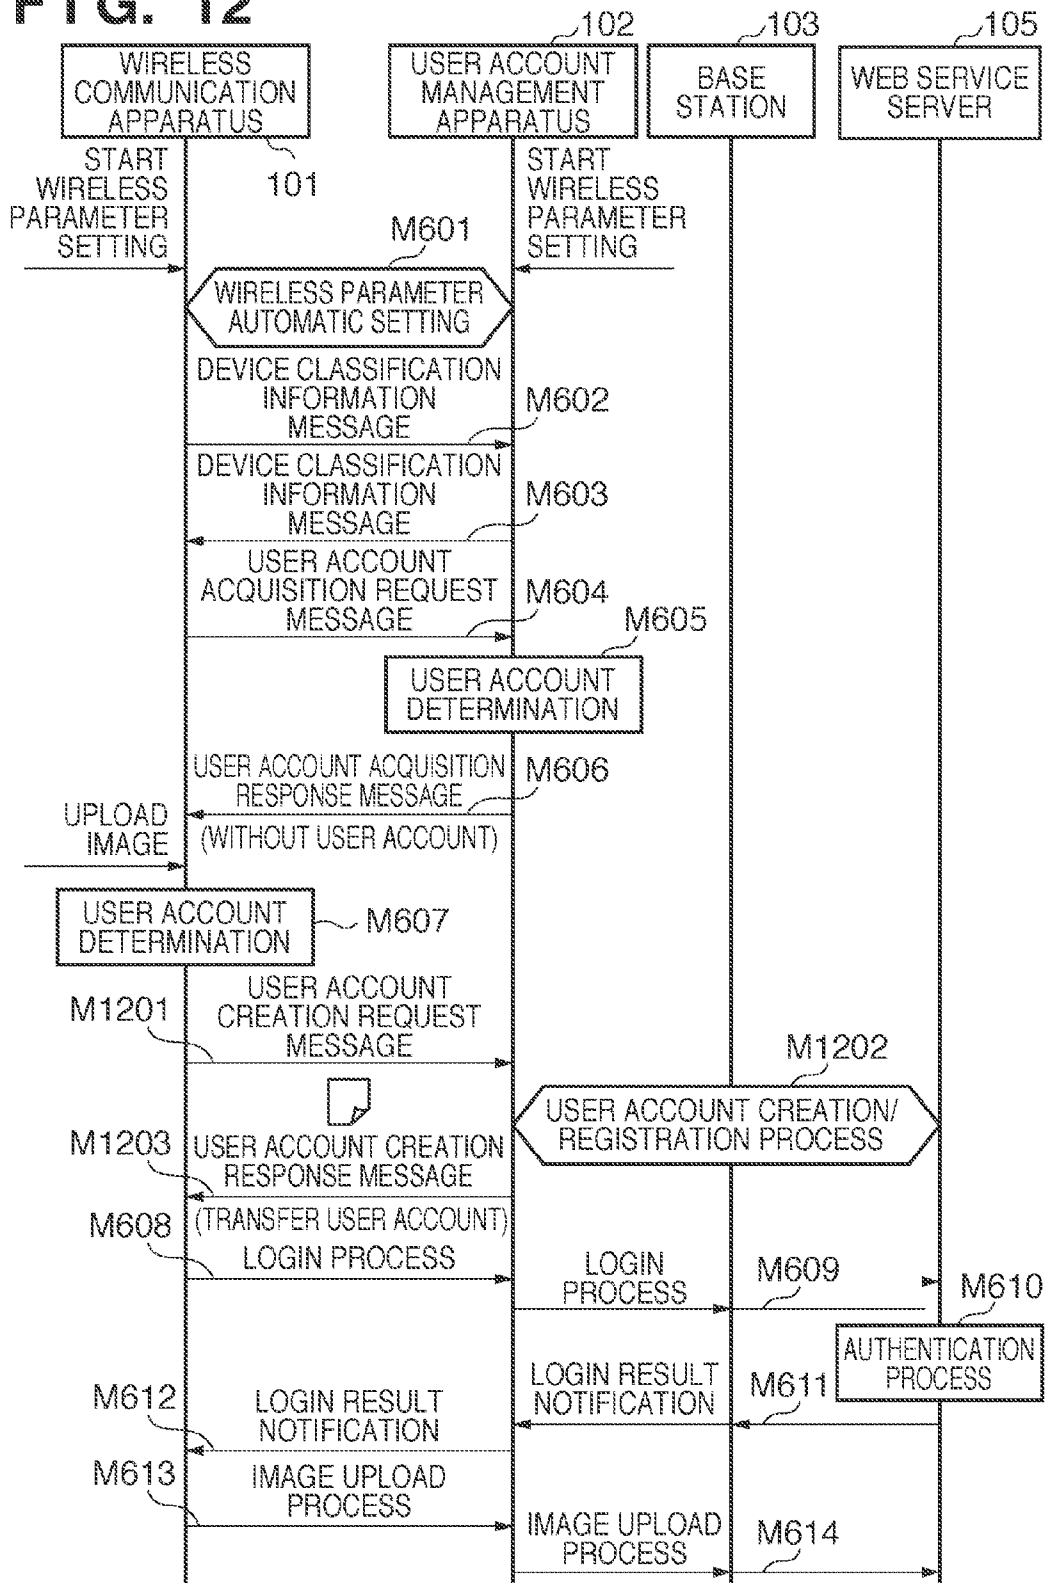 FIG. 12
102
103
105
WIRELESS
COMMUNICATION
APPARATUS
USER ACCOUNT
MANAGEMENT
APPARATUS
BASE
STATION
WEB SERVICE
SERVER
101
START
WIRELESS
PARAMETER
SETTING
START
WIRELESS
PARAMETER
SETTING
M601
WIRELESS PARAMETER
AUTOMATIC SETTING
DEVICE CLASSIFICATION
INFORMATION
MESSAGE
M602
DEVICE CLASSIFICATION
INFORMATION
MESSAGE
M603
USER ACCOUNT
ACQUISITION REQUEST
MESSAGE
M604
M605
USER ACCOUNT
DETERMINATION
USER ACCOUNT ACQUISITION
RESPONSE MESSAGE
M606
(WITHOUT USER ACCOUNT)
UPLOAD
IMAGE
USER ACCOUNT
DETERMINATION
M607
M1201
USER ACCOUNT
CREATION REQUEST
MESSAGE
M1202
USER ACCOUNT CREATION/
REGISTRATION PROCESS
M1203
USER ACCOUNT CREATION
RESPONSE MESSAGE
(TRANSFER USER ACCOUNT)
M608
LOGIN PROCESS
LOGIN
PROCESS
M609
M610
AUTHENTICATION
PROCESS
LOGIN RESULT
NOTIFICATION
M611
M612
LOGIN RESULT
NOTIFICATION
M613
IMAGE UPLOAD
PROCESS
IMAGE UPLOAD
PROCESS
M614